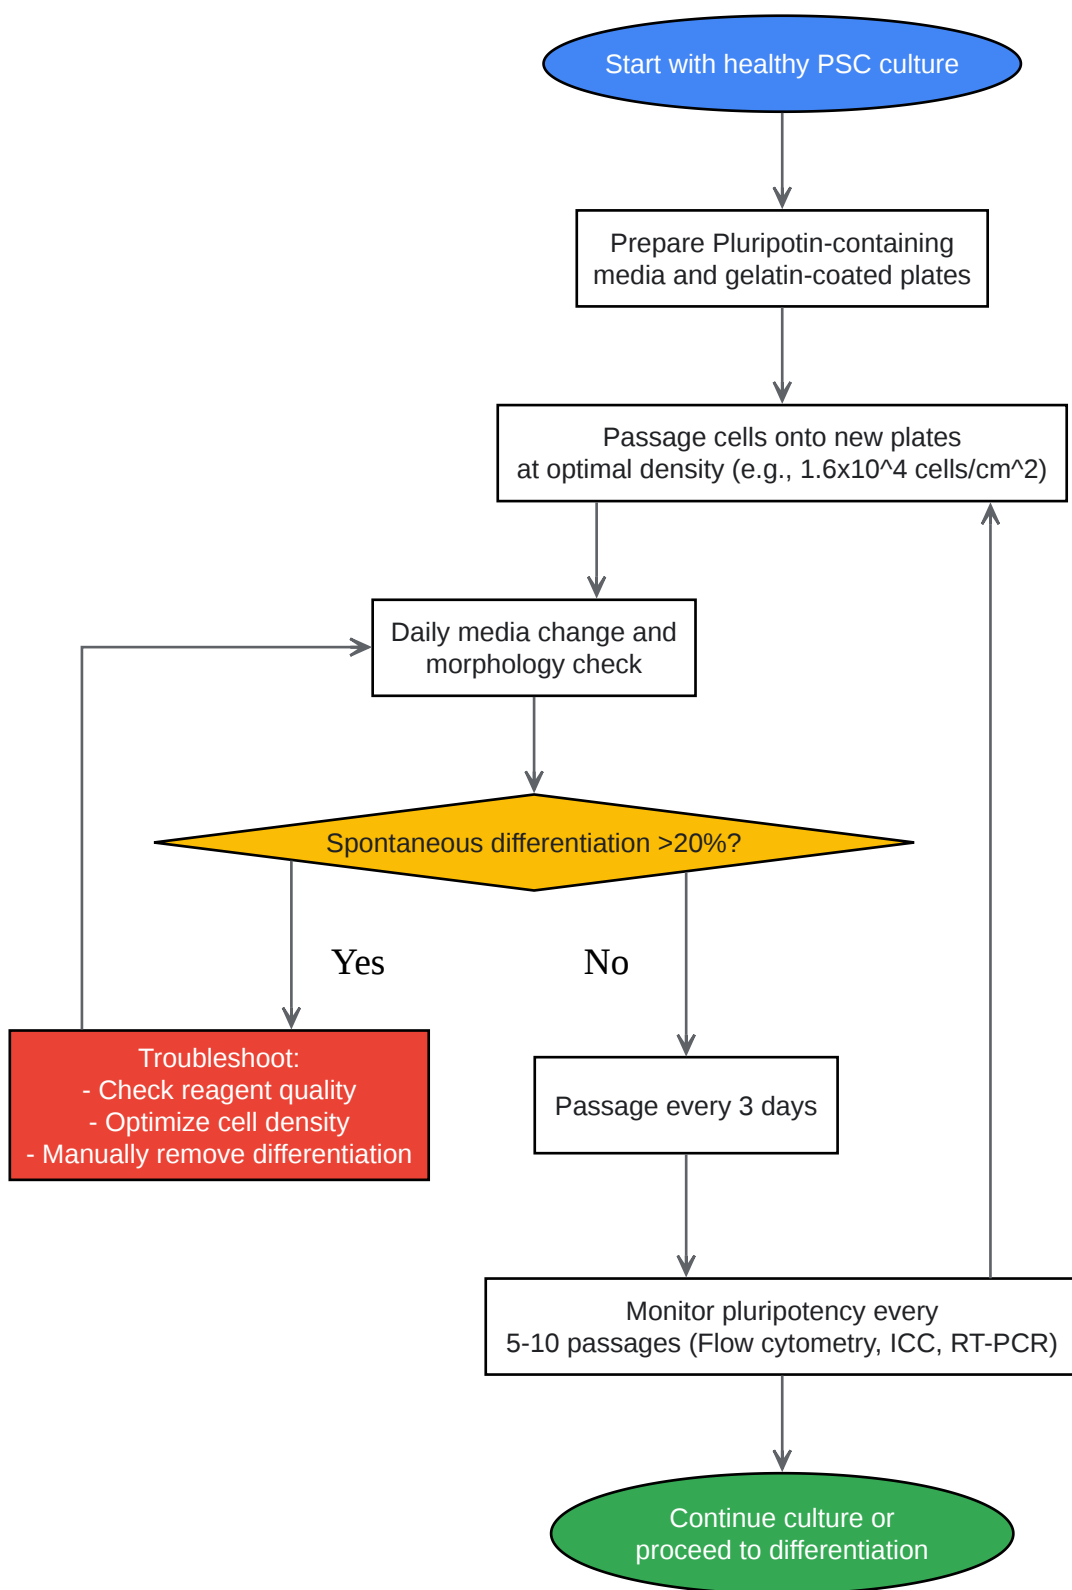 Start with healthy PSC culture
Prepare Pluripotin-containing
media and gelatin-coated plates
Passage cells onto new plates
at optimal density (e.g., 1.6x10^4 cells/cm^2)
Daily media change and
morphology check
Spontaneous differentiation >20%?
Yes
No
Troubleshoot:
- Check reagent quality
- Optimize cell density
- Manually remove differentiation
Passage every 3 days
Monitor pluripotency every
5-10 passages (Flow cytometry, ICC, RT-PCR)
Continue culture or
proceed to differentiation